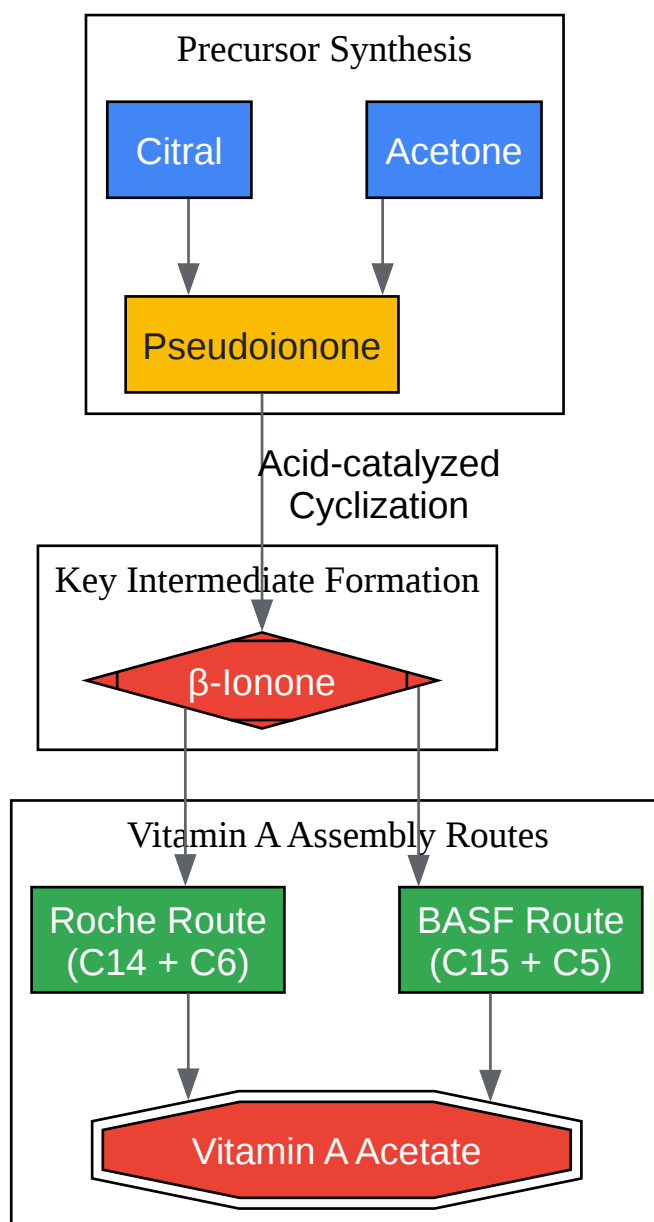 Precursor Synthesis
Citral
Acetone
Pseudoionone
Acid-catalyzed
Cyclization
Key Intermediate Formation
β-Ionone
Vitamin A Assembly Routes
Roche Route
(C14 + C6)
BASF Route
(C15 + C5)
Vitamin A Acetate